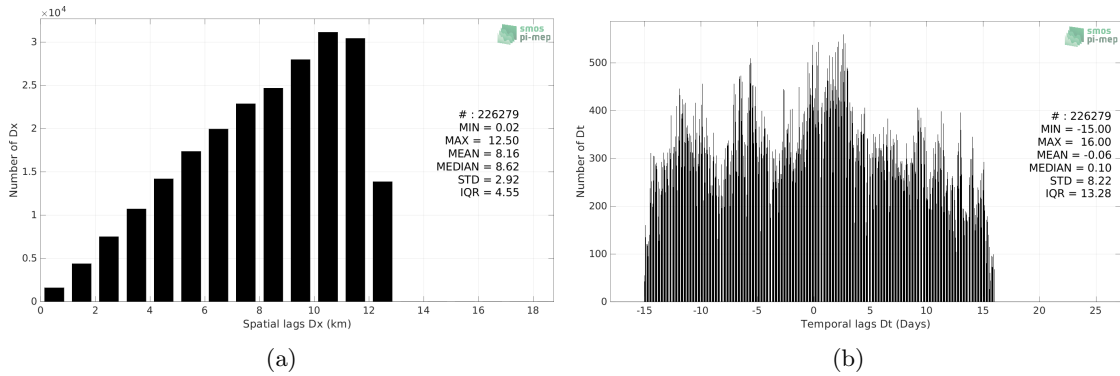 ×10⁴
3
2.5
2
1.5
1
0.5
0
Number of Dx
0 2 4 6 8 10 12 14 16 18
Spatial lags Dx (km)
smos
pi-mep
# : 226279
MIN = 0.02
MAX = 12.50
MEAN = 8.16
MEDIAN = 8.62
STD = 2.92
IQR = 4.55
(a)
500
400
300
200
100
0
Number of Dt
-15 -10 -5 0 5 10 15 20 25
Temporal lags Dt (Days)
smos
pi-mep
# : 226279
MIN = -15.00
MAX = 16.00
MEAN = -0.06
MEDIAN = 0.10
STD = 8.22
IQR = 13.28
(b)